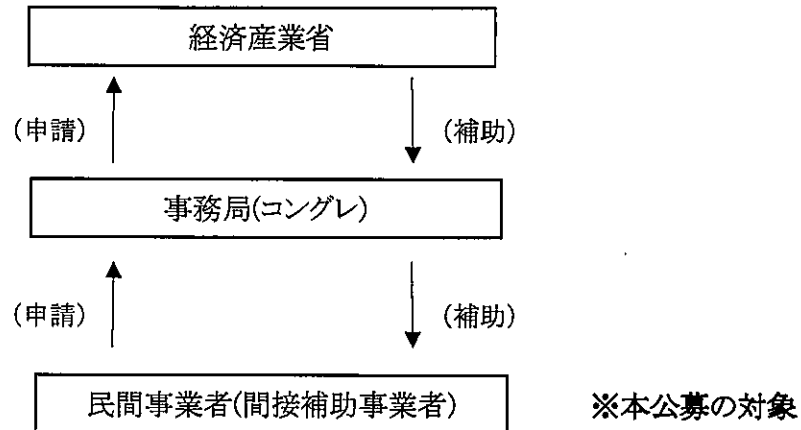 経済産業省
(申請)
(補助)
事務局(コングレ)
(申請)
(補助)
民間事業者(間接補助事業者)
※本公募の対象